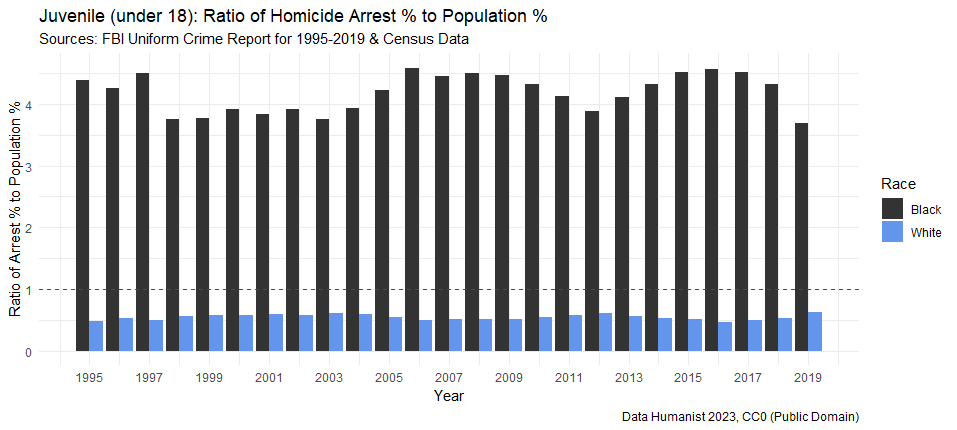 Juvenile (under 18): Ratio of Homicide Arrest % to Population %
Sources: FBI Uniform Crime Report for 1995-2019 & Census Data
Ratio of Arrest % to Population %
4
3
2
1
0
1995 1997 1999 2001 2003 2005 2007 2009 2011 2013 2015 2017 2019
Year
Race
Black
White
Data Humanist 2023, CC0 (Public Domain)